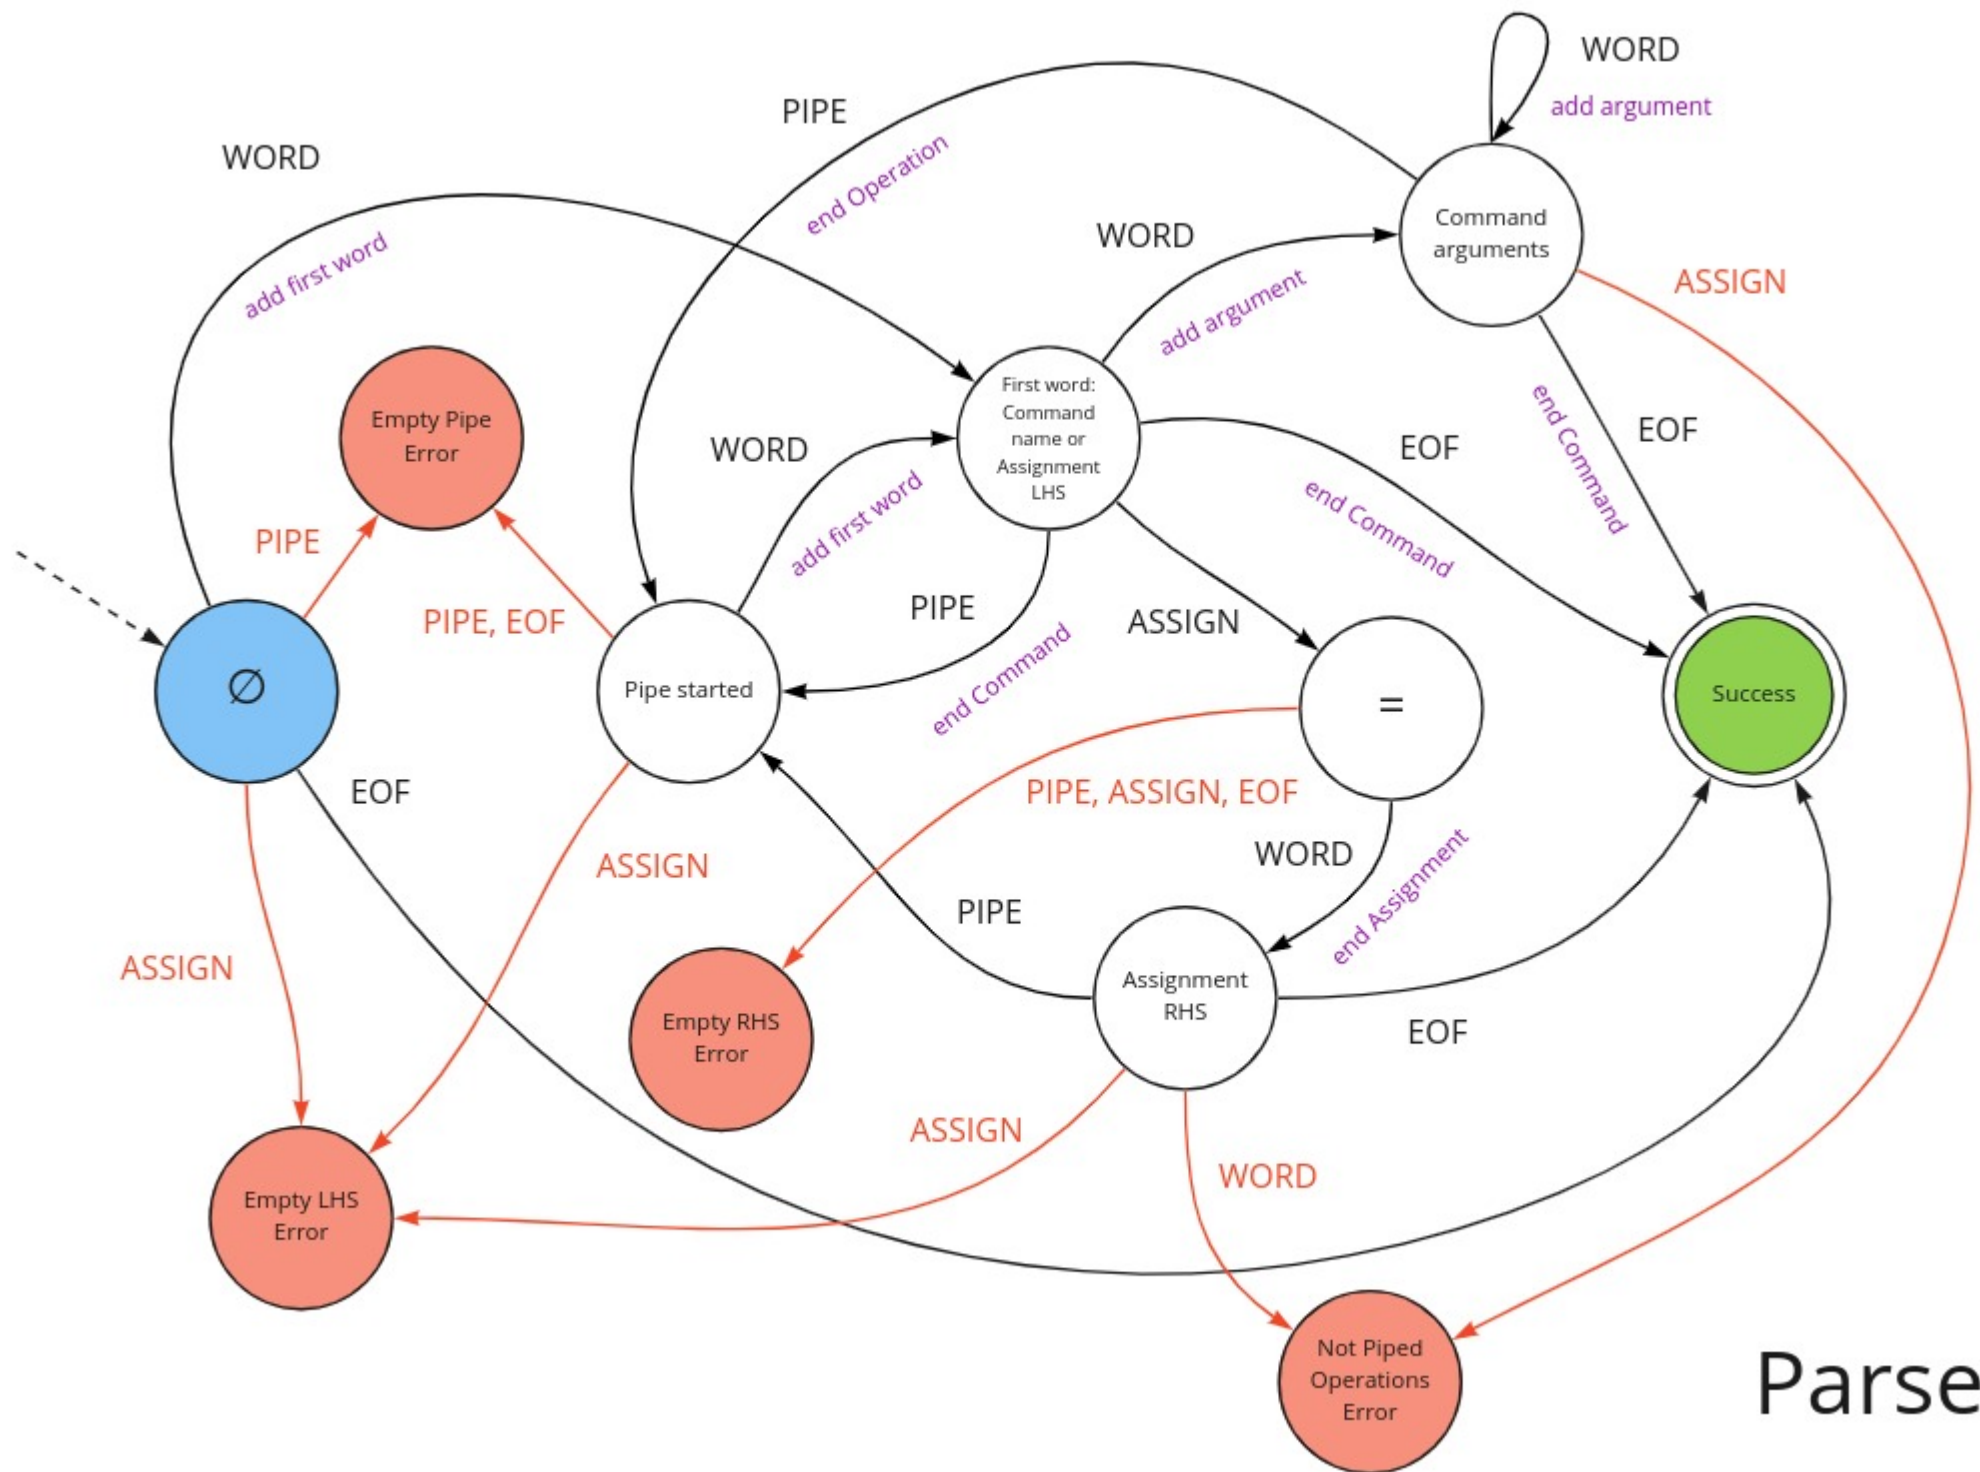 WORD
add argument
PIPE
WORD
end Operation
Command
arguments
WORD
add first word
ASSIGN
add argument
First word:
Command
name or
Assignment
LHS
Empty Pipe
Error
WORD
EOF
end Command
EOF
add first word
end Command
PIPE
PIPE, EOF
PIPE
ASSIGN
∅
Pipe started
end Command
=
Success
EOF
PIPE, ASSIGN, EOF
ASSIGN
WORD
end Assignment
PIPE
ASSIGN
Assignment
RHS
Empty RHS
Error
EOF
ASSIGN
WORD
Empty LHS
Error
Not Piped
Operations
Error
Parse